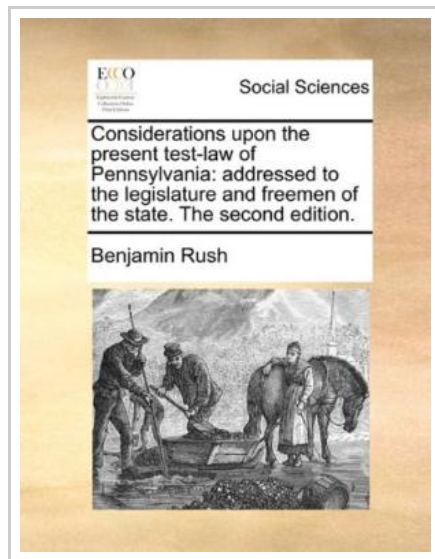 ECCO
Social Sciences
Considerations upon the
present test-law of
Pennsylvania: addressed to
the legislature and freemen of
the state. The second edition.
Benjamin Rush